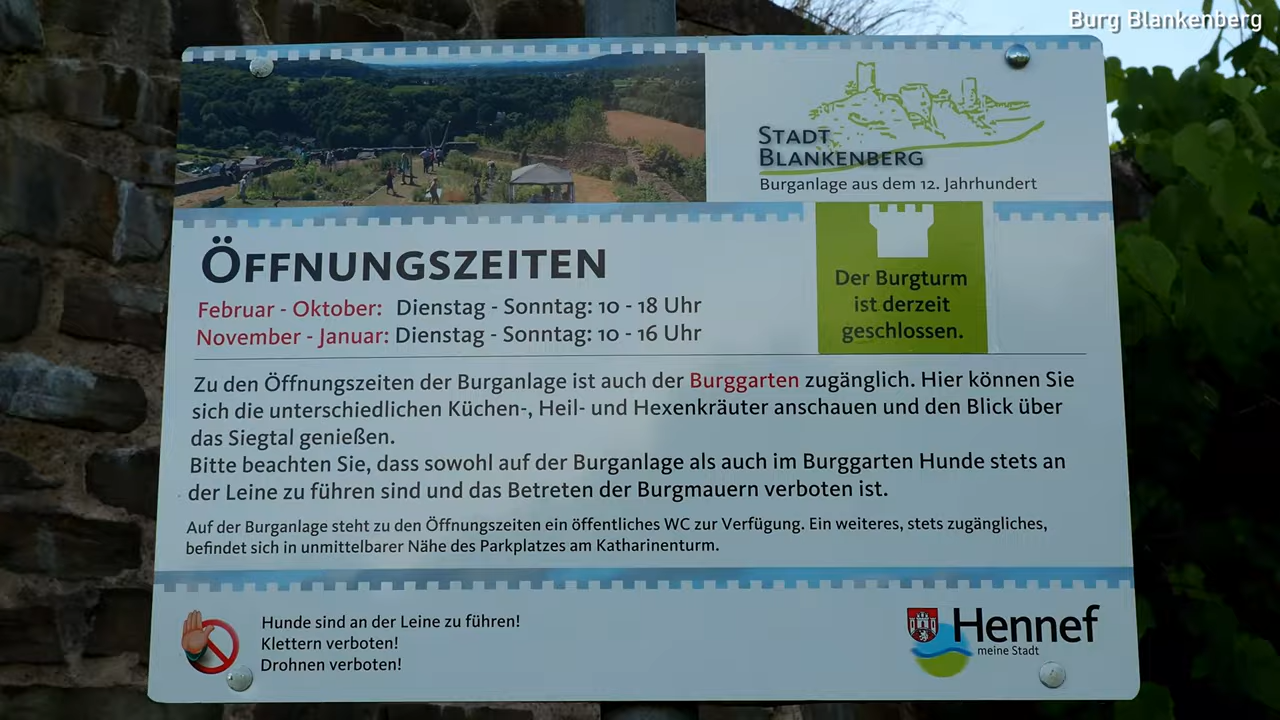 Burg Blankenberg
STADT
BLANKENBERG
Burganlage aus dem 12. Jahrhundert
ÖFFNUNGSZEITEN
Februar - Oktober: Dienstag - Sonntag: 10 - 18 Uhr
November - Januar: Dienstag - Sonntag: 10 - 16 Uhr
Der Burgturm
ist derzeit
geschlossen.
Zu den Öffnungszeiten der Burganlage ist auch der Burggarten zugänglich. Hier können Sie
sich die unterschiedlichen Küchen-, Heil- und Hexenkräuter anschauen und den Blick über
das Siegtal genießen.
Bitte beachten Sie, dass sowohl auf der Burganlage als auch im Burggarten Hunde stets an
der Leine zu führen sind und das Betreten der Burgmauern verboten ist.
Auf der Burganlage steht zu den Öffnungszeiten ein öffentliches WC zur Verfügung. Ein weiteres, stets zugängliches,
befindet sich in unmittelbarer Nähe des Parkplatzes am Katharinenturm.
Hunde sind an der Leine zu führen!
Klettern verboten!
Drohnen verboten!
Hennef
meine Stadt